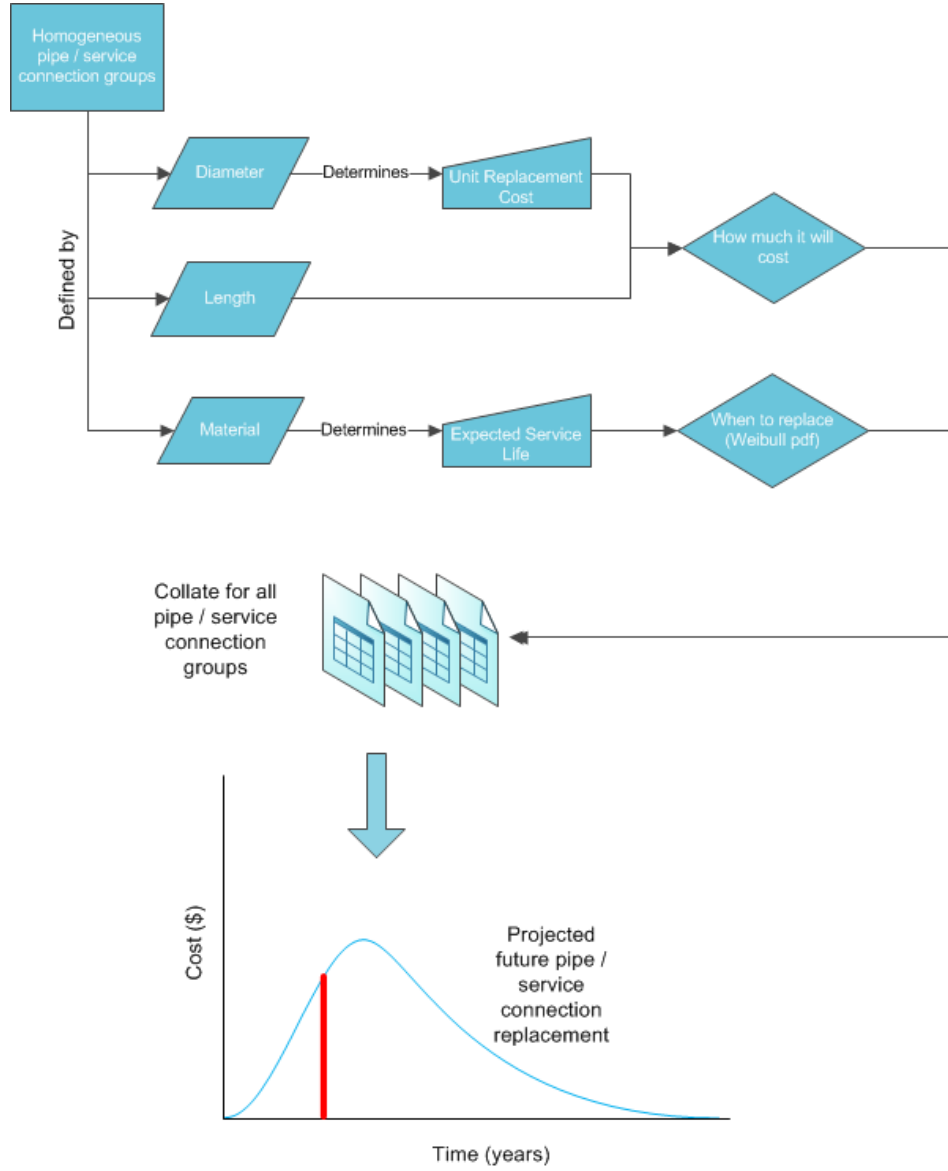 Homogeneous
pipe / service
connection groups
Defined by
Diameter
Determines
Unit Replacement
Cost
Length
How much it will
cost
Material
Determines
Expected Service
Life
When to replace
(Weibull pdf)
Collate for all
pipe / service
connection
groups
Cost ($)
Projected
future pipe /
service
connection
replacement
Time (years)